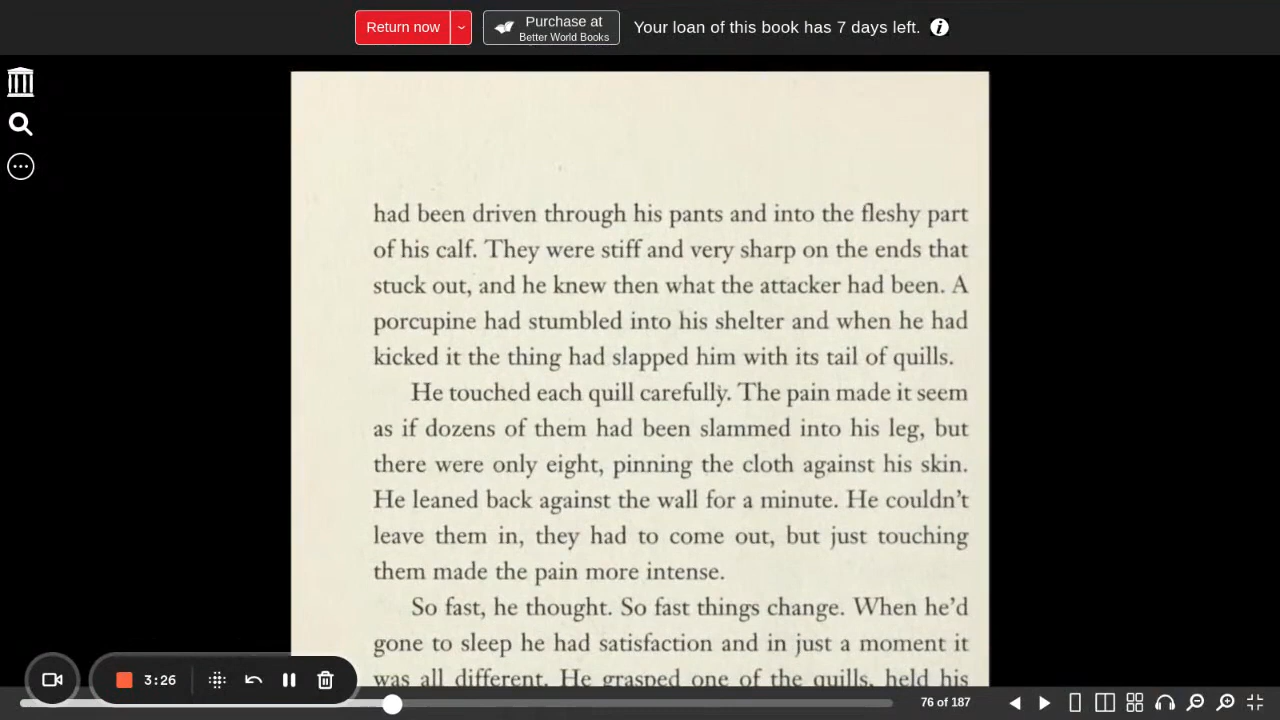 Return now
Purchase at
Better World Books
Your loan of this book has 7 days left.
had been driven through his pants and into the fleshy part
of his calf. They were stiff and very sharp on the ends that
stuck out, and he knew then what the attacker had been. A
porcupine had stumbled into his shelter and when he had
kicked it the thing had slapped him with its tail of quills.
He touched each quill carefully. The pain made it seem
as if dozens of them had been slammed into his leg, but
there were only eight, pinning the cloth against his skin.
He leaned back against the wall for a minute. He couldn't
leave them in, they had to come out, but just touching
them made the pain more intense.
So fast, he thought. So fast things change. When he'd
gone to sleep he had satisfaction and in just a moment it
was all different. He grasped one of the quills, held his
3:26
76 of 187